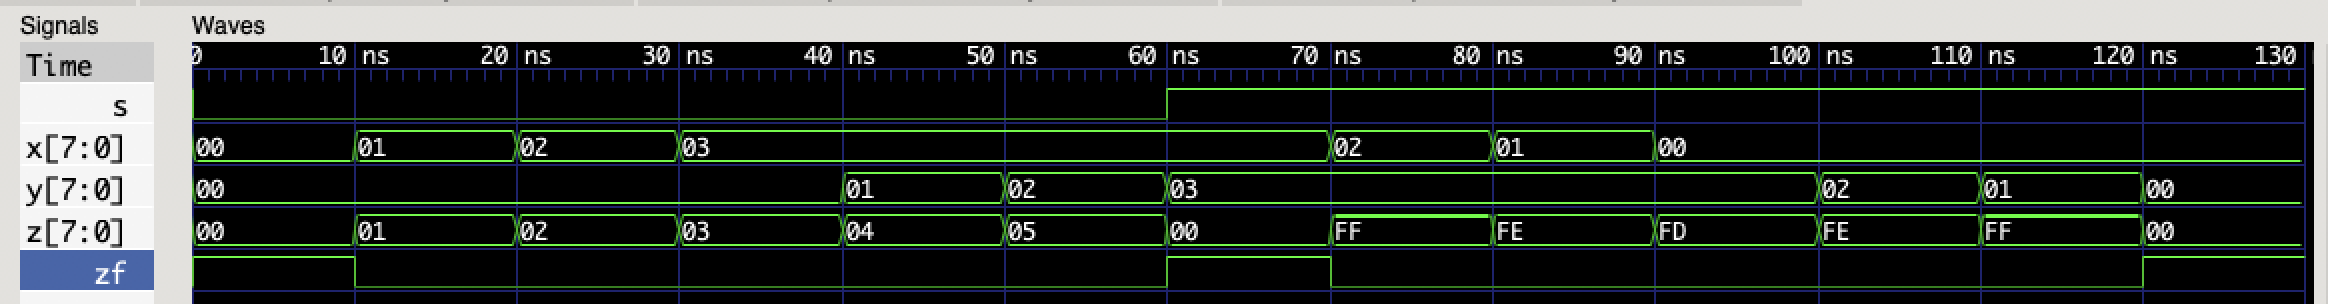 Signals Waves
Time 0 10 ns 20 ns 30 ns 40 ns 50 ns 60 ns 70 ns 80 ns 90 ns 100 ns 110 ns 120 ns 130
s
x[7:0] 00 01 02 03 02 01 00
y[7:0] 00 01 02 03 02 01 00
z[7:0] 00 01 02 03 04 05 00 FF FE FD FE FF 00
zf